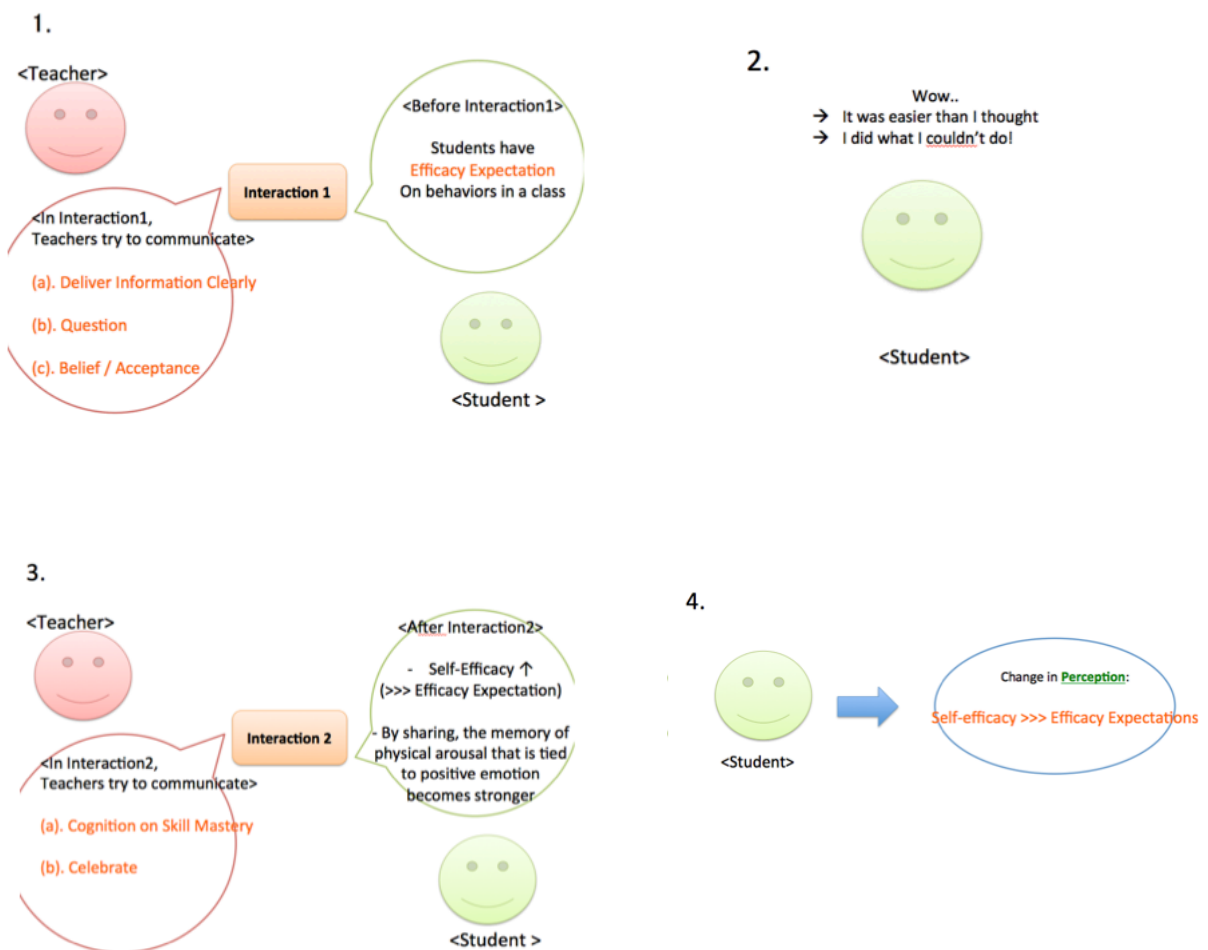 1.
<Teacher>
<Before Interaction1>
Students have
Efficacy Expectation
On behaviors in a class
Interaction 1
<In Interaction1,
Teachers try to communicate>
(a). Deliver Information Clearly
(b). Question
(c). Belief / Acceptance
<Student >
2.
Wow..
→ It was easier than I thought
→ I did what I couldn't do!
<Student>
3.
<Teacher>
<After Interaction2>
- Self-Efficacy ↑
(>>> Efficacy Expectation)
- By sharing, the memory of
physical arousal that is tied
to positive emotion
becomes stronger
Interaction 2
<In Interaction2,
Teachers try to communicate>
(a). Cognition on Skill Mastery
(b). Celebrate
<Student >
4.
Change in Perception:
Self-efficacy >>> Efficacy Expectations
<Student>